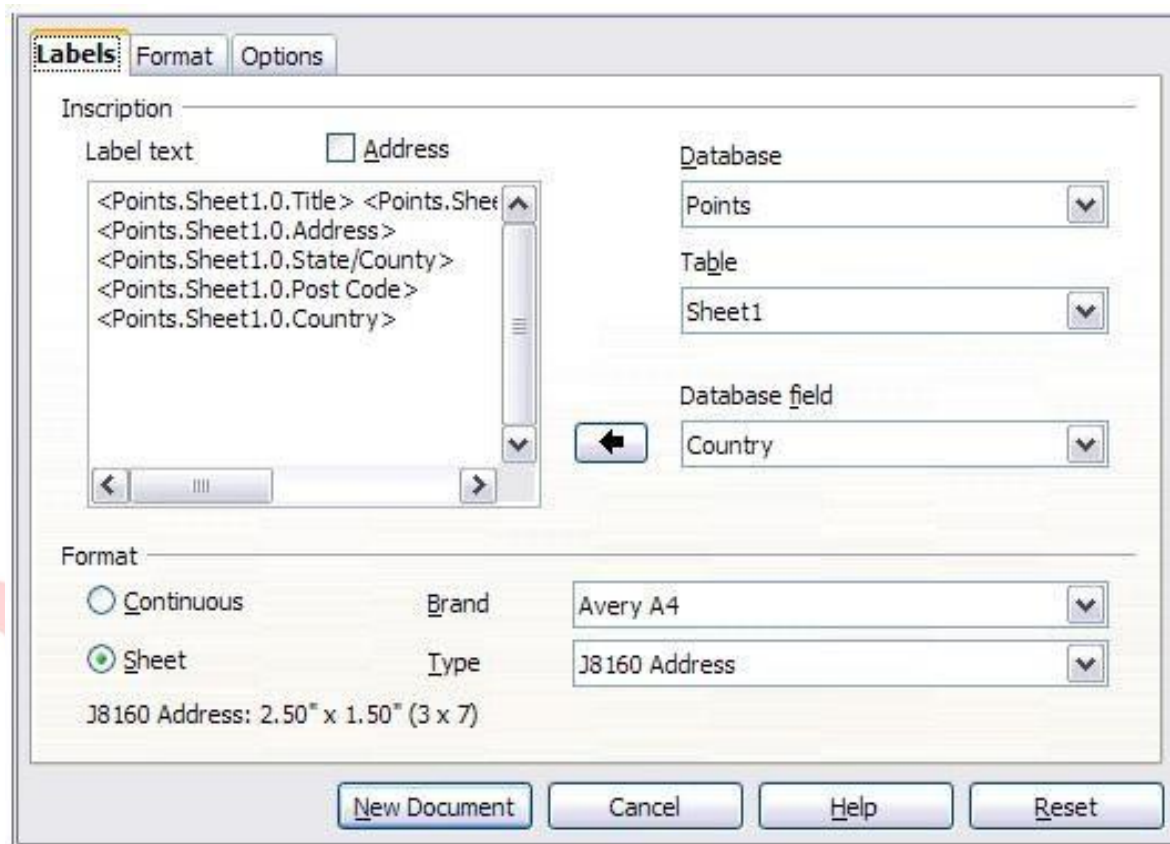 Labels Format Options
Inscription
Label text Address
<Points.Sheet1.0.Title> <Points.Shee
<Points.Sheet1.0.Address>
<Points.Sheet1.0.State/County>
<Points.Sheet1.0.Post Code>
<Points.Sheet1.0.Country>
Database
Points
Table
Sheet1
Database field
Country
Format
Continuous Brand Avery A4
Sheet Type J8160 Address
J8160 Address: 2.50" x 1.50" (3 x 7)
New Document Cancel Help Reset